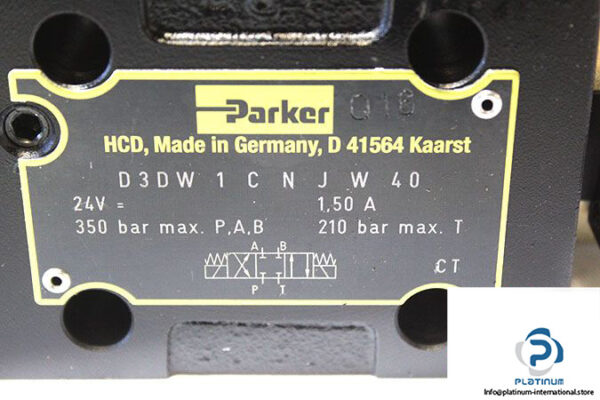 Parker
Q18
HCD, Made in Germany, D 41564 Kaarst
D3DW 1 C N J W 40
24V = 1,50 A
350 bar max. P,A,B 210 bar max. T
A B
P T
CT
P
PLATINUM
Info@platinum-international.store